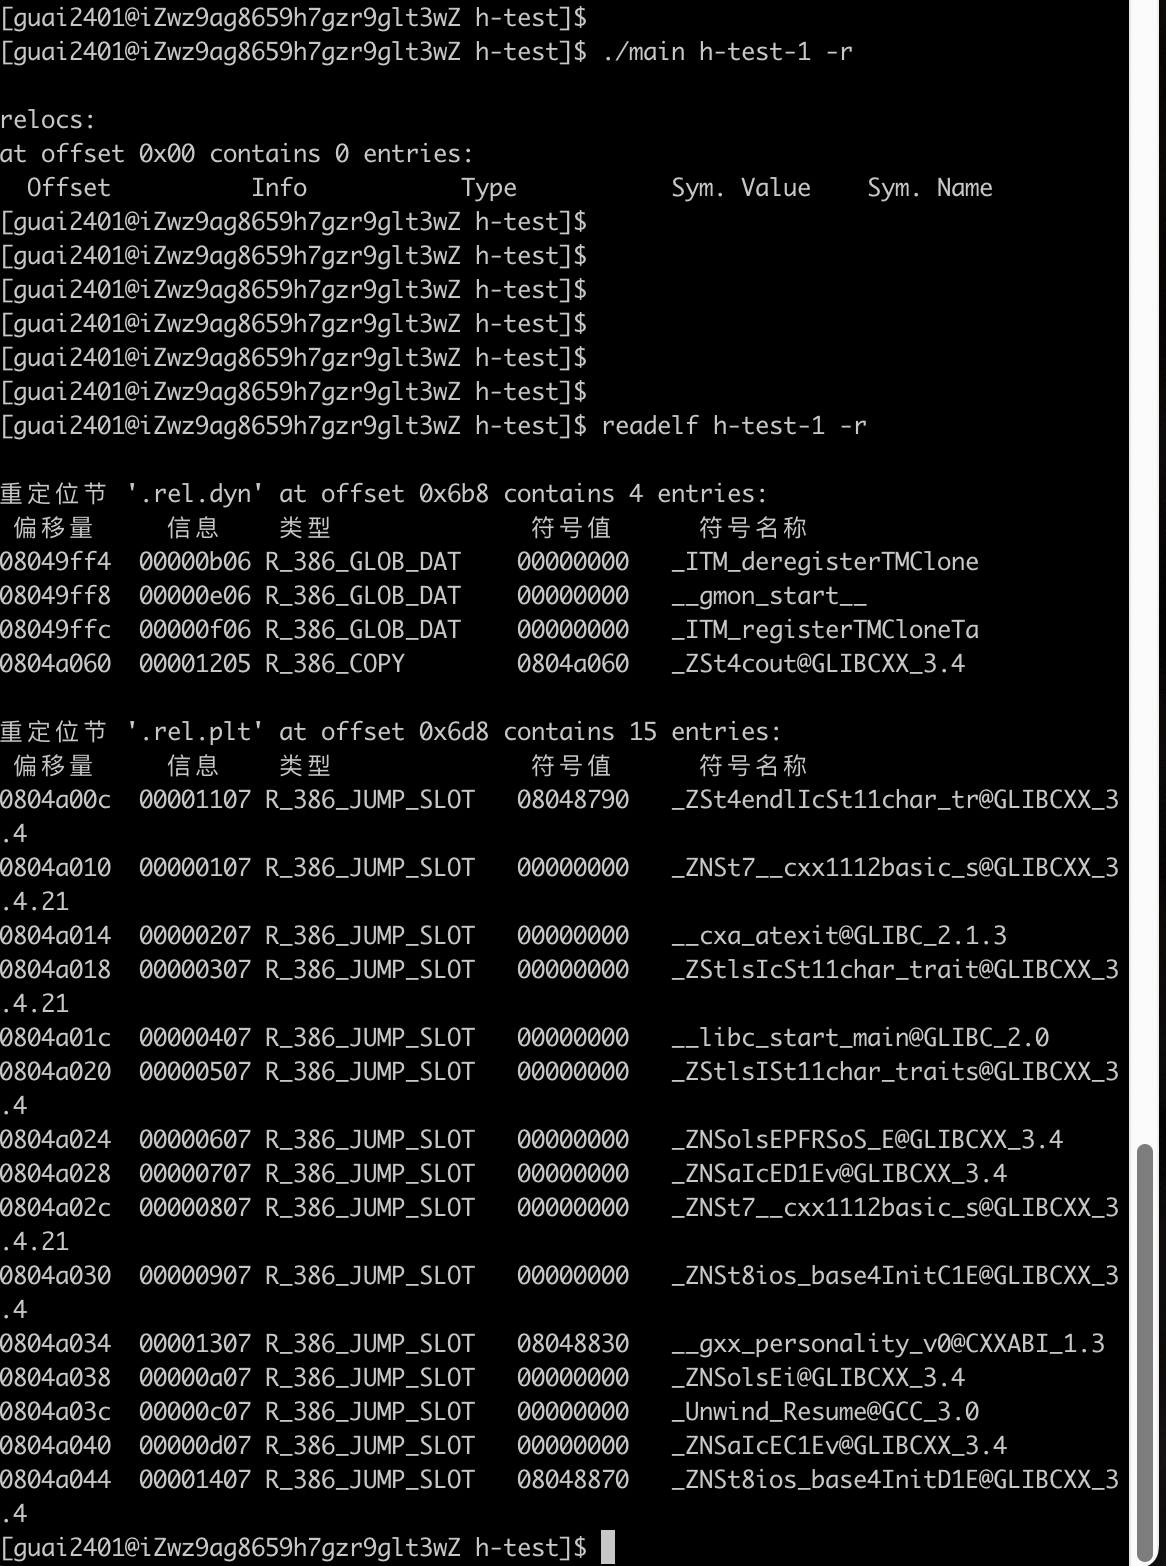 [guai2401@iZwz9ag8659h7gzr9glt3wZ h-test]$
[guai2401@iZwz9ag8659h7gzr9glt3wZ h-test]$ ./main h-test-1 -r

relocs:
at offset 0x00 contains 0 entries:
  Offset          Info           Type           Sym. Value    Sym. Name
[guai2401@iZwz9ag8659h7gzr9glt3wZ h-test]$
[guai2401@iZwz9ag8659h7gzr9glt3wZ h-test]$
[guai2401@iZwz9ag8659h7gzr9glt3wZ h-test]$
[guai2401@iZwz9ag8659h7gzr9glt3wZ h-test]$
[guai2401@iZwz9ag8659h7gzr9glt3wZ h-test]$
[guai2401@iZwz9ag8659h7gzr9glt3wZ h-test]$
[guai2401@iZwz9ag8659h7gzr9glt3wZ h-test]$ readelf h-test-1 -r

重定位节 '.rel.dyn' at offset 0x6b8 contains 4 entries:
 偏移量     信息    类型              符号值      符号名称
08049ff4  00000b06 R_386_GLOB_DAT    00000000   _ITM_deregisterTMClone
08049ff8  00000e06 R_386_GLOB_DAT    00000000   __gmon_start__
08049ffc  00000f06 R_386_GLOB_DAT    00000000   _ITM_registerTMCloneTa
0804a060  00001205 R_386_COPY        0804a060   _ZSt4cout@GLIBCXX_3.4

重定位节 '.rel.plt' at offset 0x6d8 contains 15 entries:
 偏移量     信息    类型              符号值      符号名称
0804a00c  00001107 R_386_JUMP_SLOT   08048790   _ZSt4endlIcSt11char_tr@GLIBCXX_3
.4
0804a010  00000107 R_386_JUMP_SLOT   00000000   _ZNSt7__cxx1112basic_s@GLIBCXX_3
.4.21
0804a014  00000207 R_386_JUMP_SLOT   00000000   __cxa_atexit@GLIBC_2.1.3
0804a018  00000307 R_386_JUMP_SLOT   00000000   _ZStlsIcSt11char_trait@GLIBCXX_3
.4.21
0804a01c  00000407 R_386_JUMP_SLOT   00000000   __libc_start_main@GLIBC_2.0
0804a020  00000507 R_386_JUMP_SLOT   00000000   _ZStlsISt11char_traits@GLIBCXX_3
.4
0804a024  00000607 R_386_JUMP_SLOT   00000000   _ZNSolsEPFRSoS_E@GLIBCXX_3.4
0804a028  00000707 R_386_JUMP_SLOT   00000000   _ZNSaIcED1Ev@GLIBCXX_3.4
0804a02c  00000807 R_386_JUMP_SLOT   00000000   _ZNSt7__cxx1112basic_s@GLIBCXX_3
.4.21
0804a030  00000907 R_386_JUMP_SLOT   00000000   _ZNSt8ios_base4InitC1E@GLIBCXX_3
.4
0804a034  00001307 R_386_JUMP_SLOT   08048830   __gxx_personality_v0@CXXABI_1.3
0804a038  00000a07 R_386_JUMP_SLOT   00000000   _ZNSolsEi@GLIBCXX_3.4
0804a03c  00000c07 R_386_JUMP_SLOT   00000000   _Unwind_Resume@GCC_3.0
0804a040  00000d07 R_386_JUMP_SLOT   00000000   _ZNSaIcEC1Ev@GLIBCXX_3.4
0804a044  00001407 R_386_JUMP_SLOT   08048870   _ZNSt8ios_base4InitD1E@GLIBCXX_3
.4
[guai2401@iZwz9ag8659h7gzr9glt3wZ h-test]$